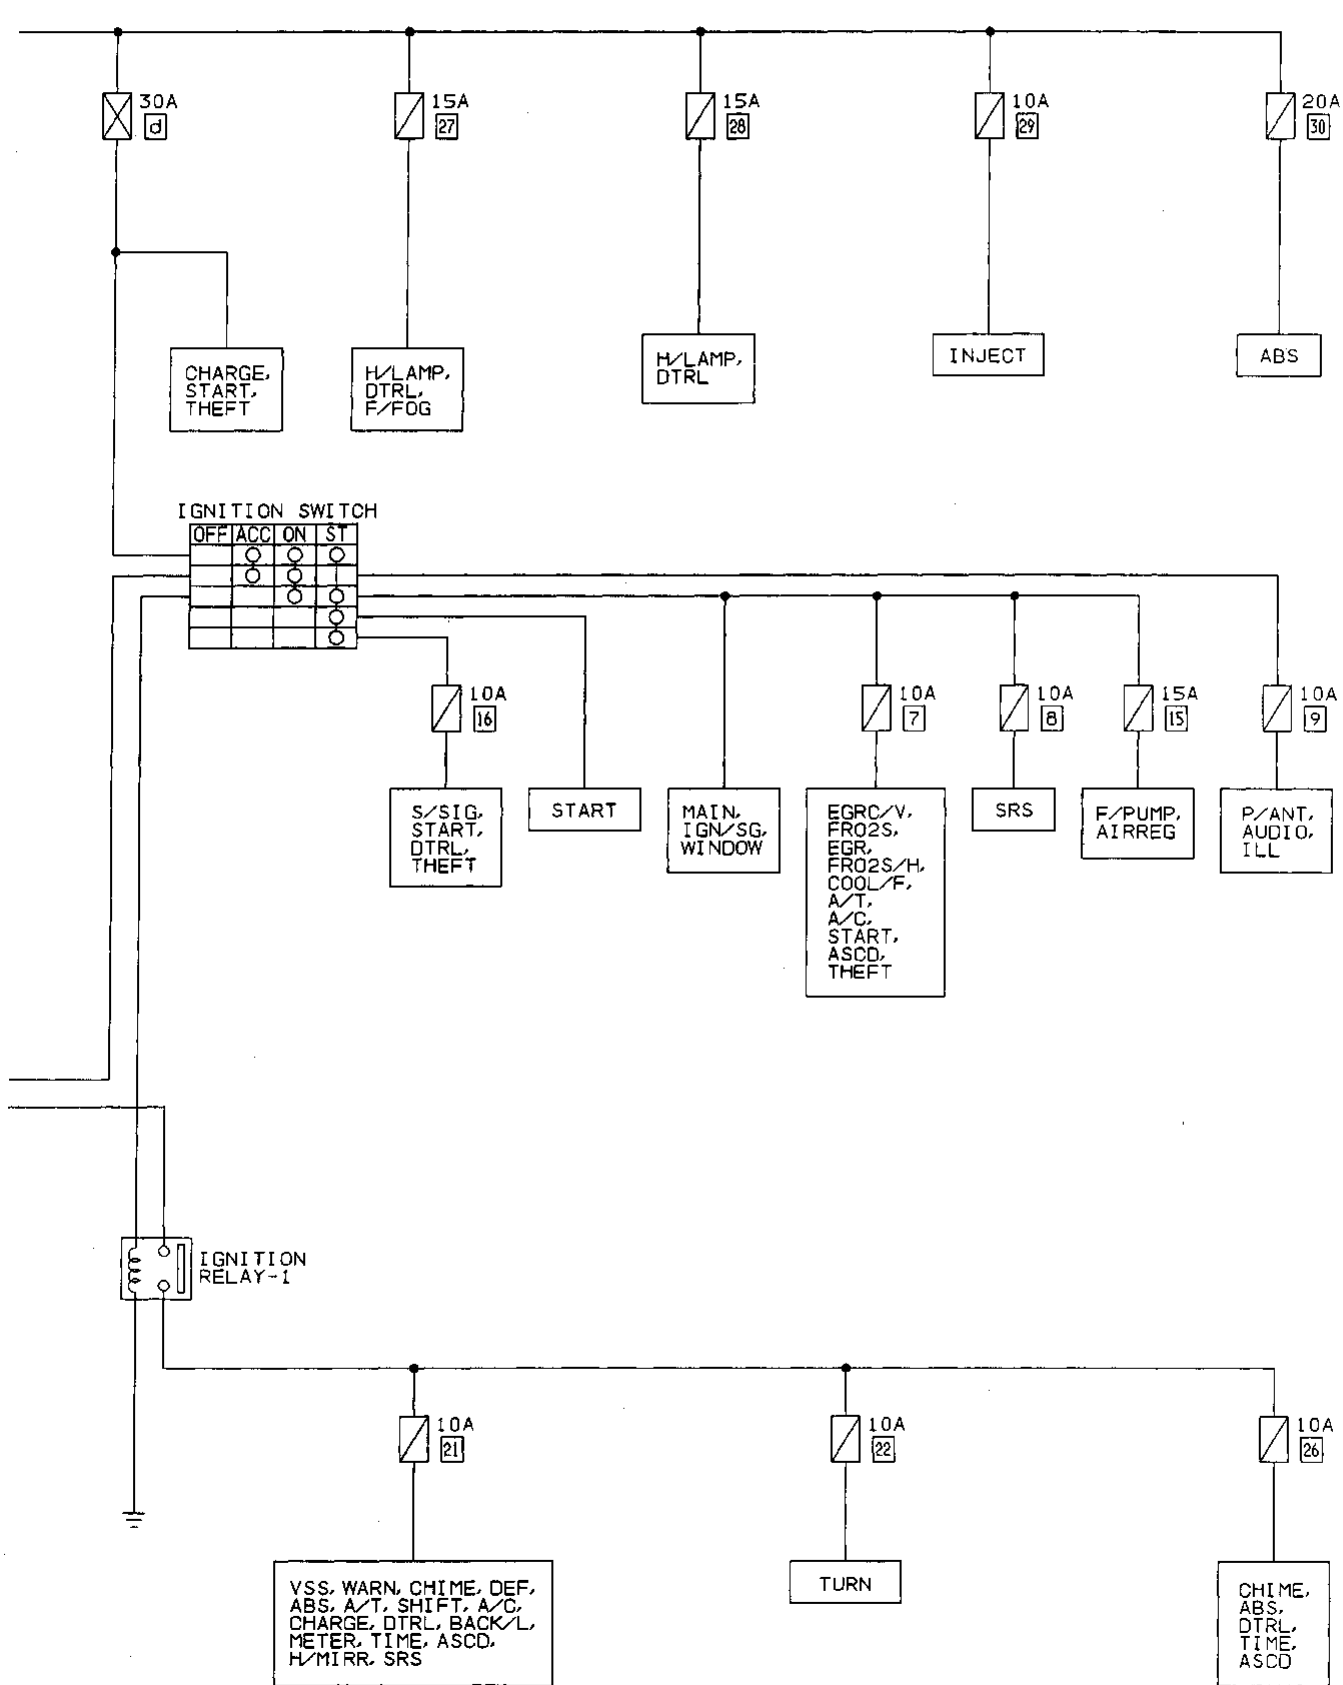 30A
d
15A
27
15A
28
10A
29
20A
30
CHARGE,
START,
THEFT
H/LAMP,
DTRL,
F/FOG
H/LAMP,
DTRL
INJECT
ABS
IGNITION SWITCH
OFF ACC ON ST
10A
16
10A
7
10A
8
15A
15
10A
9
S/SIG,
START,
DTRL,
THEFT
START
MAIN,
IGN/SG,
WINDOW
EGRC/V,
FRO2S,
EGR,
FRO2S/H,
COOL/F,
A/T,
A/C,
START,
ASCD,
THEFT
SRS
F/PUMP,
AIRREG
P/ANT,
AUDIO,
ILL
IGNITION
RELAY-1
10A
21
10A
22
10A
26
VSS, WARN, CHIME, DEF,
ABS, A/T, SHIFT, A/C,
CHARGE, DTRL, BACK/L,
METER, TIME, ASCD,
H/MIRR, SRS
TURN
CHIME,
ABS,
DTRL,
TIME,
ASCD